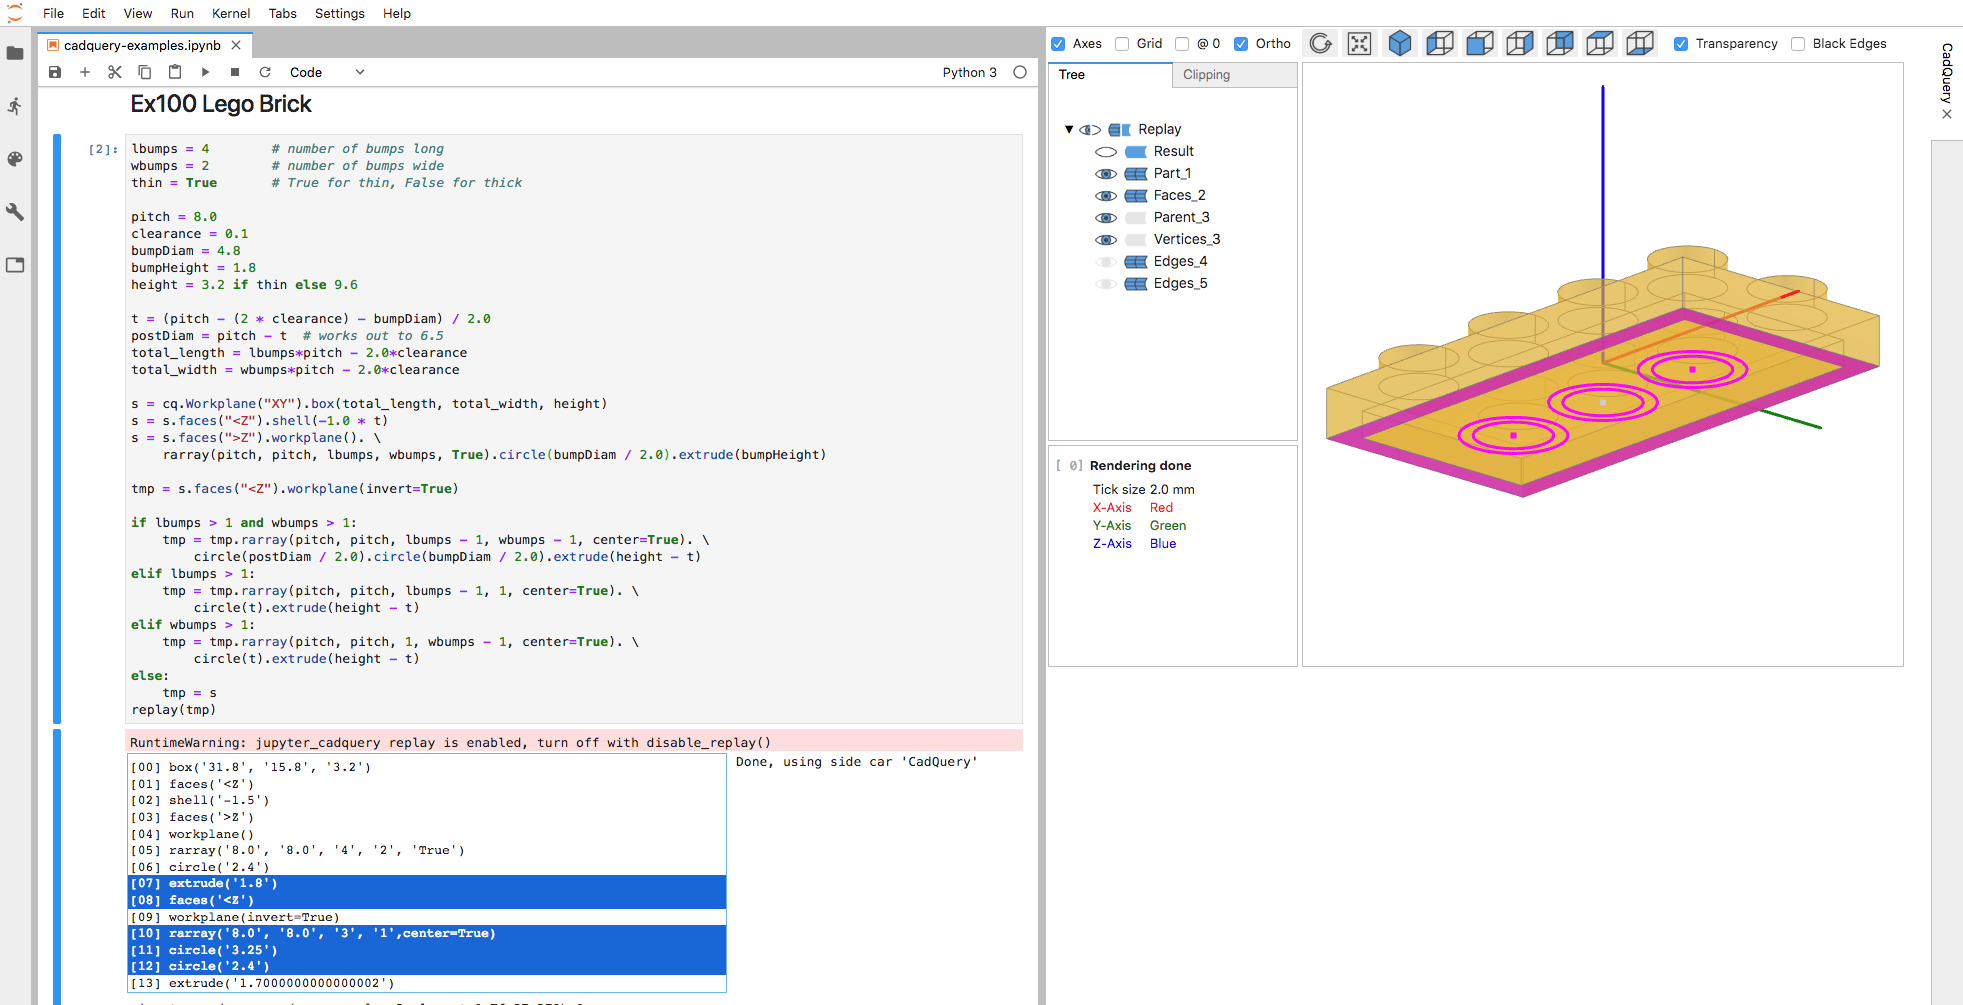 File Edit View Run Kernel Tabs Settings Help
cadquery-examples.ipynb
Code
Python 3
Ex100 Lego Brick
[2]:
lbumps = 4        # number of bumps long
wbumps = 2        # number of bumps wide
thin = True       # True for thin, False for thick
pitch = 8.0
clearance = 0.1
bumpDiam = 4.8
bumpHeight = 1.8
height = 3.2 if thin else 9.6
t = (pitch - (2 * clearance) - bumpDiam) / 2.0
postDiam = pitch - t  # works out to 6.5
total_length = lbumps*pitch - 2.0*clearance
total_width = wbumps*pitch - 2.0*clearance
s = cq.Workplane("XY").box(total_length, total_width, height)
s = s.faces("<Z").shell(-1.0 * t)
s = s.faces(">Z").workplane(). \
    rarray(pitch, pitch, lbumps, wbumps, True).circle(bumpDiam / 2.0).extrude(bumpHeight)
tmp = s.faces("<Z").workplane(invert=True)
if lbumps > 1 and wbumps > 1:
    tmp = tmp.rarray(pitch, pitch, lbumps - 1, wbumps - 1, center=True). \
        circle(postDiam / 2.0).circle(bumpDiam / 2.0).extrude(height - t)
elif lbumps > 1:
    tmp = tmp.rarray(pitch, pitch, lbumps - 1, 1, center=True). \
        circle(t).extrude(height - t)
elif wbumps > 1:
    tmp = tmp.rarray(pitch, pitch, 1, wbumps - 1, center=True). \
        circle(t).extrude(height - t)
else:
    tmp = s
replay(tmp)
RuntimeWarning: jupyter_cadquery replay is enabled, turn off with disable_replay()
[00] box('31.8', '15.8', '3.2')
[01] faces('<Z')
[02] shell('-1.5')
[03] faces('>Z')
[04] workplane()
[05] rarray('8.0', '8.0', '4', '2', 'True')
[06] circle('2.4')
[07] extrude('1.8')
[08] faces('<Z')
[09] workplane(invert=True)
[10] rarray('8.0', '8.0', '3', '1',center=True)
[11] circle('3.25')
[12] circle('2.4')
[13] extrude('1.7000000000000002')
Done, using side car 'CadQuery'
Axes Grid @ 0 Ortho Transparency Black Edges
Tree Clipping
Replay
Result
Part_1
Faces_2
Parent_3
Vertices_3
Edges_4
Edges_5
[ 0] Rendering done
Tick size 2.0 mm
X-Axis Red
Y-Axis Green
Z-Axis Blue
CadQuery